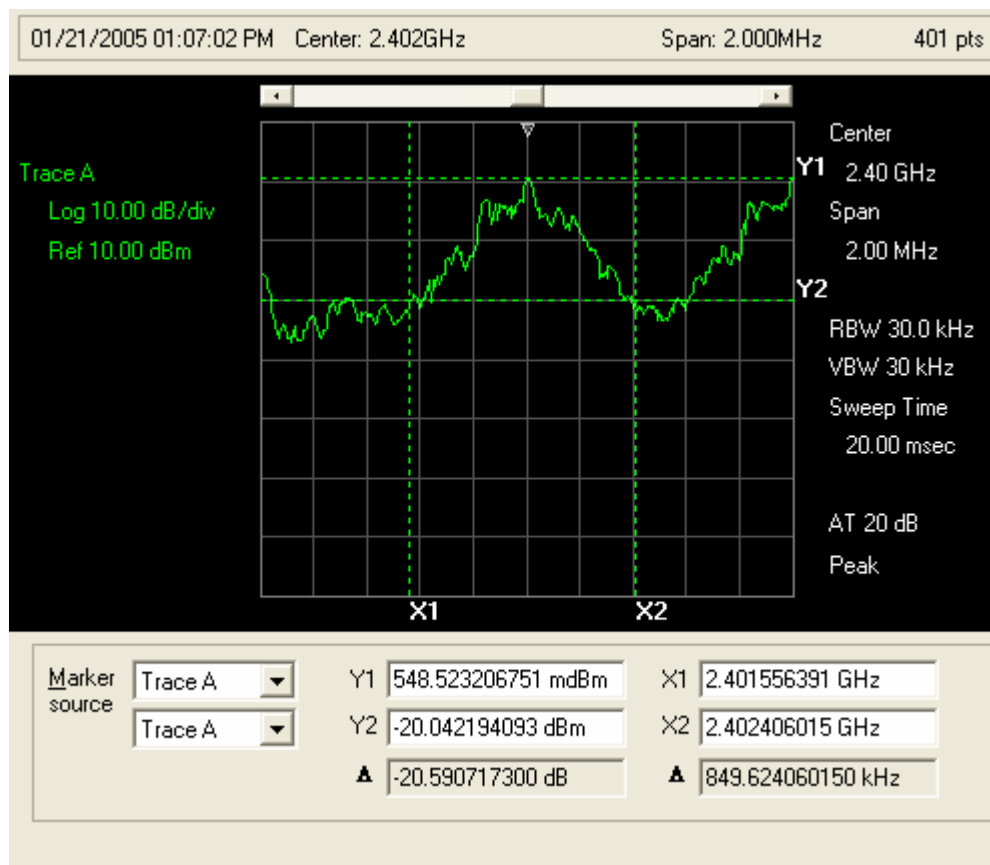 01/21/2005 01:07:02 PM Center: 2.402GHz Span: 2.000MHz 401 pts
Trace A
Log 10.00 dB/div
Ref 10.00 dBm
Y1
Y2
X1 X2
Center
2.40 GHz
Span
2.00 MHz
RBW 30.0 kHz
VBW 30 kHz
Sweep Time
20.00 msec
AT 20 dB
Peak
Marker source
Trace A
Trace A
Y1 548.523206751 mdBm
Y2 -20.042194093 dBm
Δ -20.590717300 dB
X1 2.401556391 GHz
X2 2.402406015 GHz
Δ 849.624060150 kHz